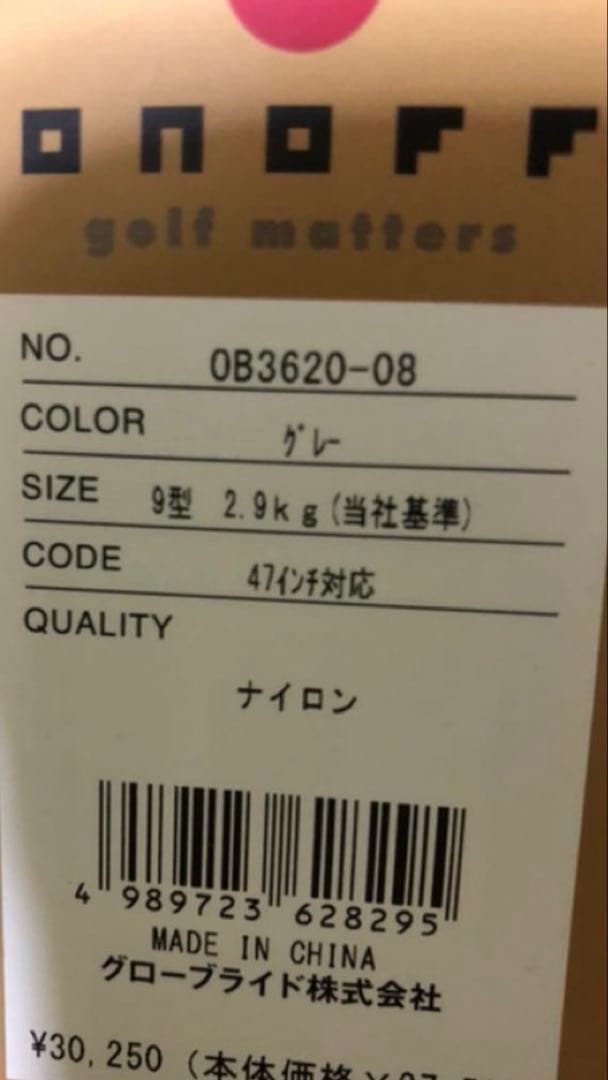 onoff
golf matters
NO. OB3620-08
COLOR ｸﾞﾚｰ
SIZE 9型 2.9kg(当社基準)
CODE 47ｲﾝﾁ対応
QUALITY
ナイロン
4 989723 628295
MADE IN CHINA
グローブライド株式会社
¥30,250 (本体価格¥